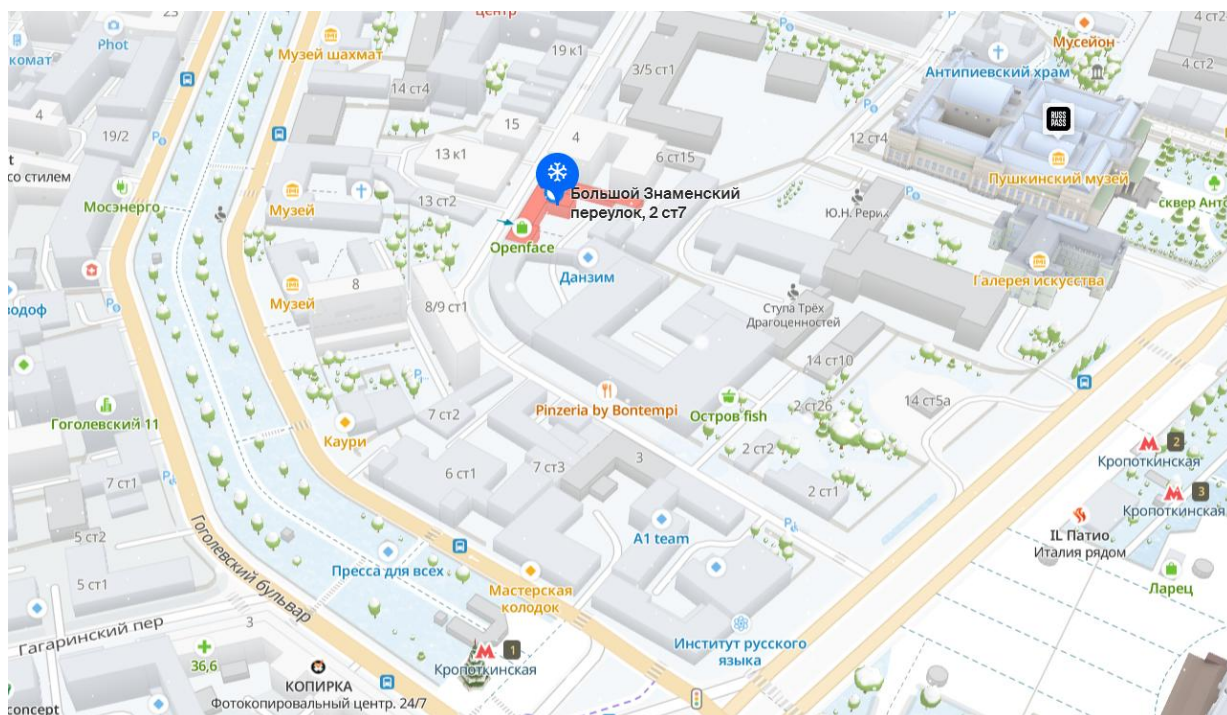 центр
23
Phot
комат
Музей шахмат
19 к1
3/5 ст1
4 ст2
Мусейон
Антипиевский храм
4 ст2
RUSS
PASS
14 ст4
4
19/2
15
13 к1
4
6 ст15
12 ст4
Пушкинский музей
t
со стилем
Мосэнерго
Музей
13 ст2
Большой Знаменский
переулок, 2 ст7
Openface
Ю.Н. Рерих
сквер Анто
Данзим
Галерея искусства
Музей
8
8/9 ст1
Ступа Трёх
Драгоценностей
водоф
14 ст10
Гоголевский 11
Каури
7 ст2
Pinzeria by Bontempi
Остров fish
2 ст26
14 ст5а
2 ст2
2
Кропоткинская
7 ст1
6 ст1
7 ст3
3
2 ст1
3
Кропоткинская
5 ст2
Гоголевский бульвар
A1 team
IL Патио
Италия рядом
5 ст1
Пресса для всех
Мастерская
колодок
Ларец
Гагаринский пер
3
36,6
1
Кропоткинская
Институт русского
языка
КОПИРКА
Фотокопировальный центр. 24/7
concept